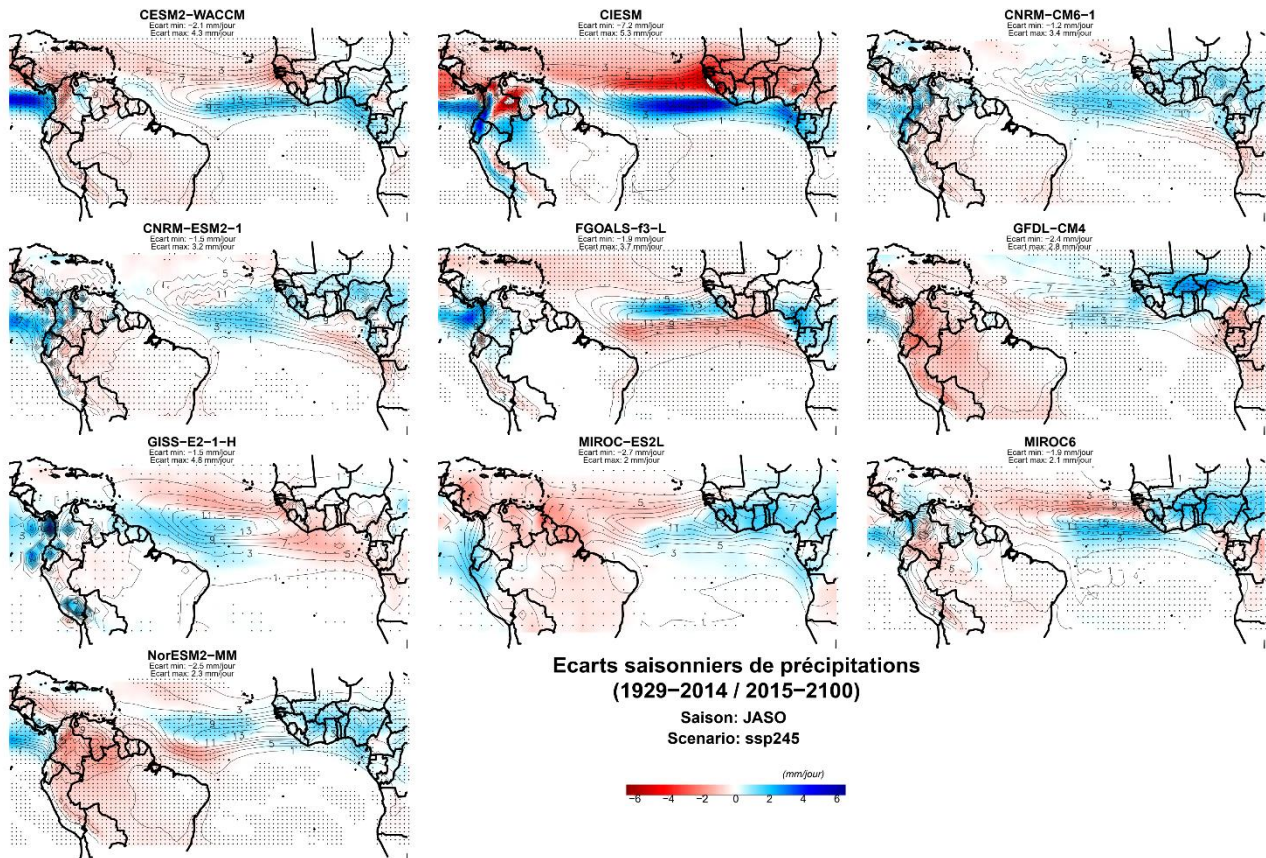 CESM2−WACCM
Ecart min: −2.1 mm/jour
Ecart max: 4.3 mm/jour
CIESM
Ecart min: −7.2 mm/jour
Ecart max: 5.3 mm/jour
CNRM−CM6−1
Ecart min: −1.2 mm/jour
Ecart max: 3.4 mm/jour
CNRM−ESM2−1
Ecart min: −1.5 mm/jour
Ecart max: 3.2 mm/jour
FGOALS−f3−L
Ecart min: −1.9 mm/jour
Ecart max: 3.7 mm/jour
GFDL−CM4
Ecart min: −2.4 mm/jour
Ecart max: 2.8 mm/jour
GISS−E2−1−H
Ecart min: −1.5 mm/jour
Ecart max: 4.8 mm/jour
MIROC−ES2L
Ecart min: −2.7 mm/jour
Ecart max: 2 mm/jour
MIROC6
Ecart min: −1.9 mm/jour
Ecart max: 2.1 mm/jour
NorESM2−MM
Ecart min: −2.5 mm/jour
Ecart max: 2.3 mm/jour
Ecarts saisonniers de précipitations
(1929−2014 / 2015−2100)
Saison: JASO
Scenario: ssp245
(mm/jour)
−6 −4 −2 0 2 4 6